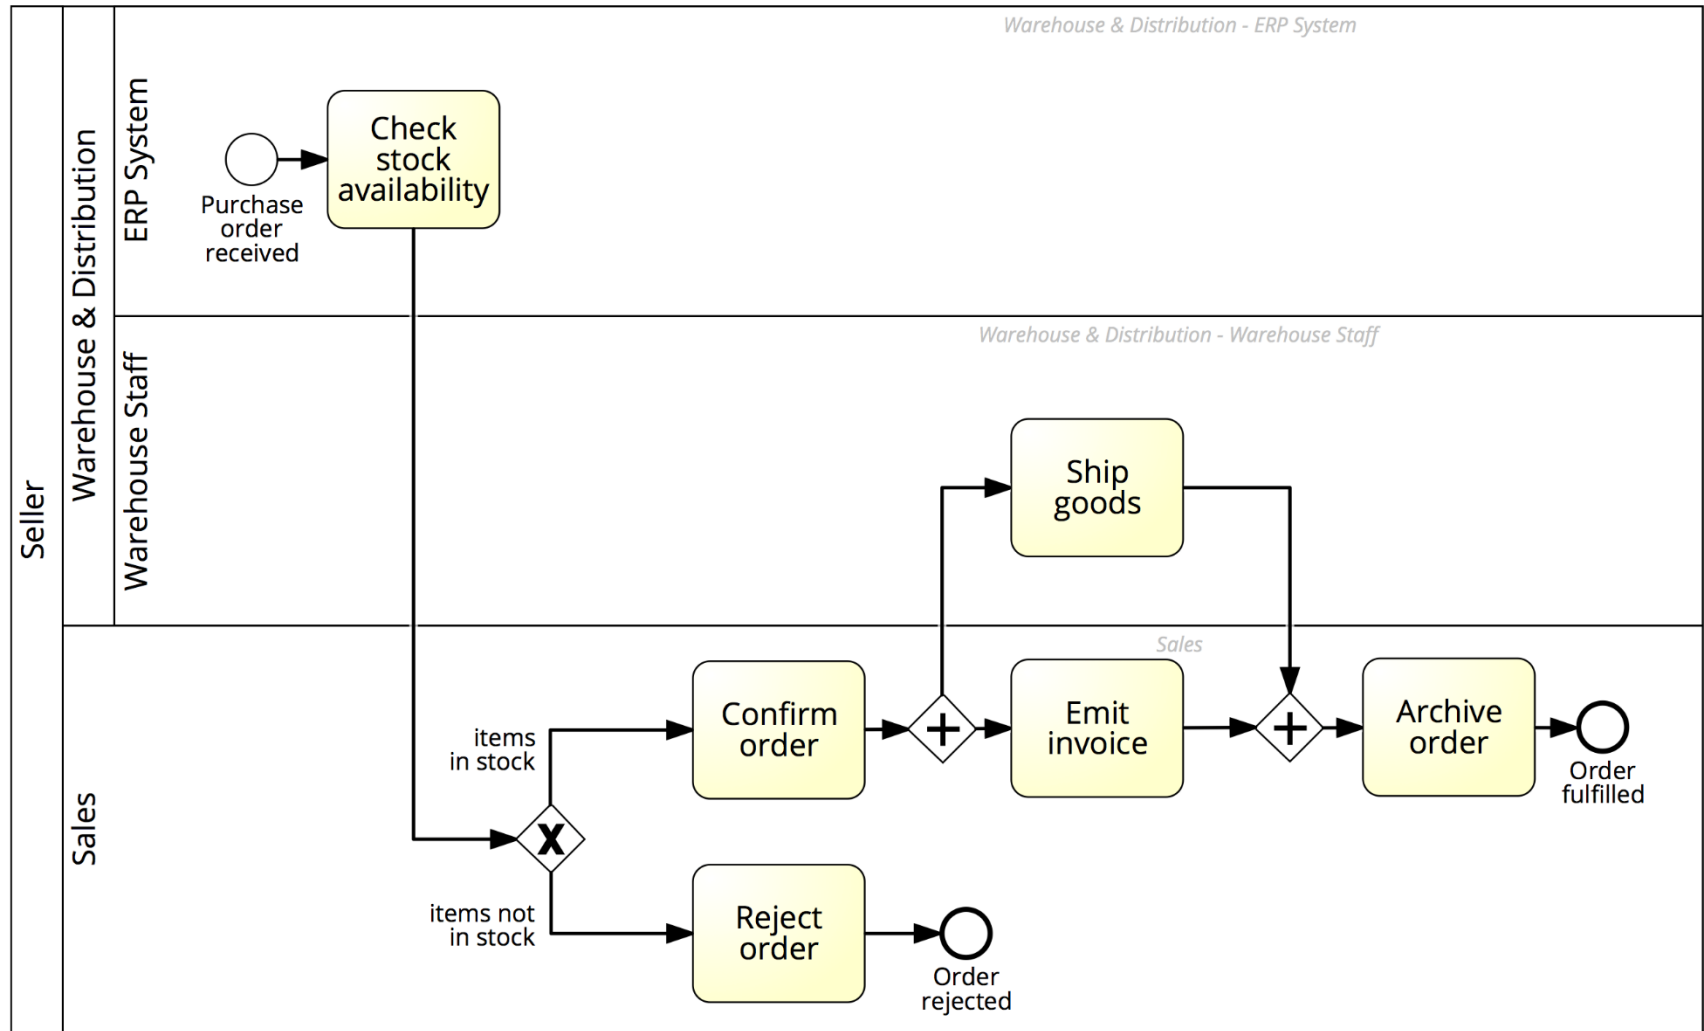 Seller
Warehouse & Distribution
ERP System
Warehouse & Distribution - ERP System
Purchase
order
received
Check
stock
availability
Warehouse Staff
Warehouse & Distribution - Warehouse Staff
Ship
goods
Sales
Sales
items
in stock
items not
in stock
X
Confirm
order
Emit
invoice
Archive
order
Order
fulfilled
Reject
order
Order
rejected